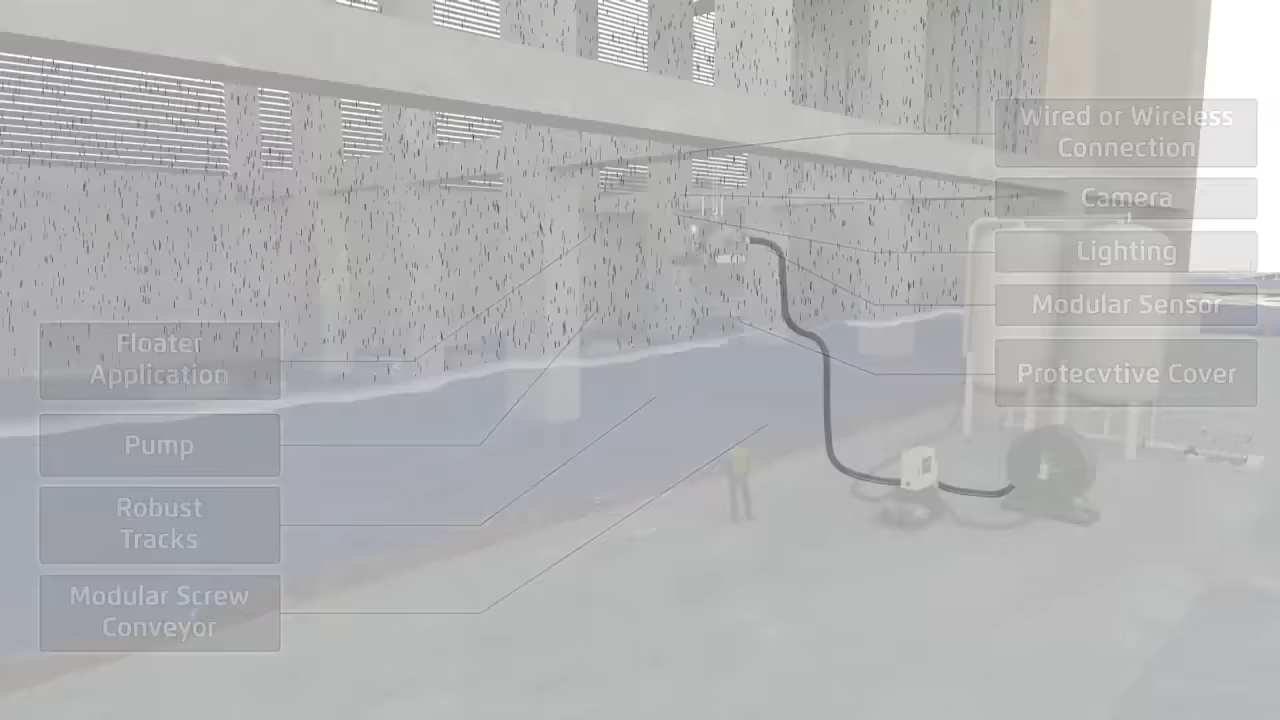 Wired or Wireless
Connection
Camera
Lighting
Modular Sensor
Protecvtive Cover
Floater
Application
Pump
Robust
Tracks
Modular Screw
Conveyor